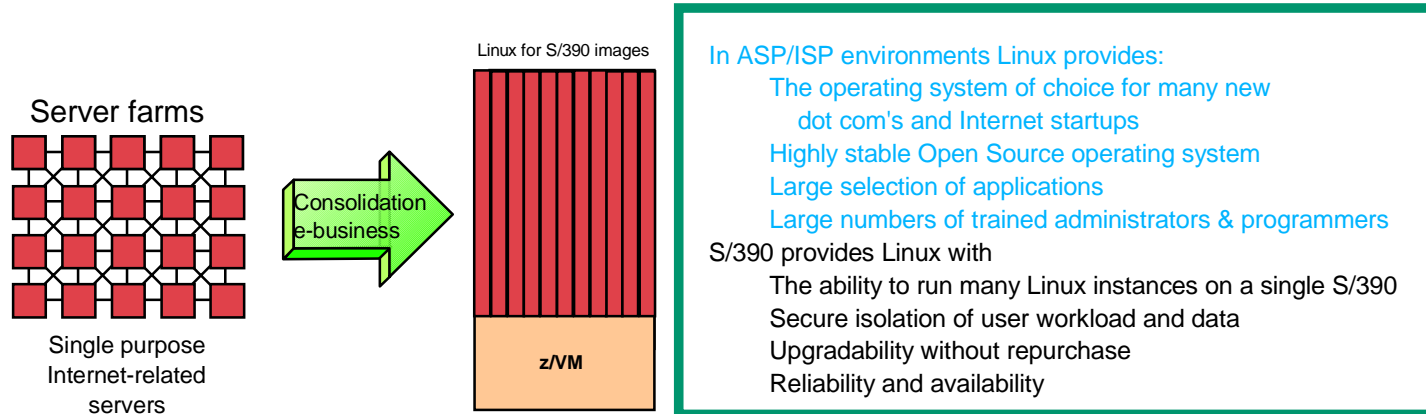 Server farms
Single purpose
Internet-related
servers
Consolidation
e-business
Linux for S/390 images
z/VM
In ASP/ISP environments Linux provides:
The operating system of choice for many new
dot com's and Internet startups
Highly stable Open Source operating system
Large selection of applications
Large numbers of trained administrators & programmers
S/390 provides Linux with
The ability to run many Linux instances on a single S/390
Secure isolation of user workload and data
Upgradability without repurchase
Reliability and availability